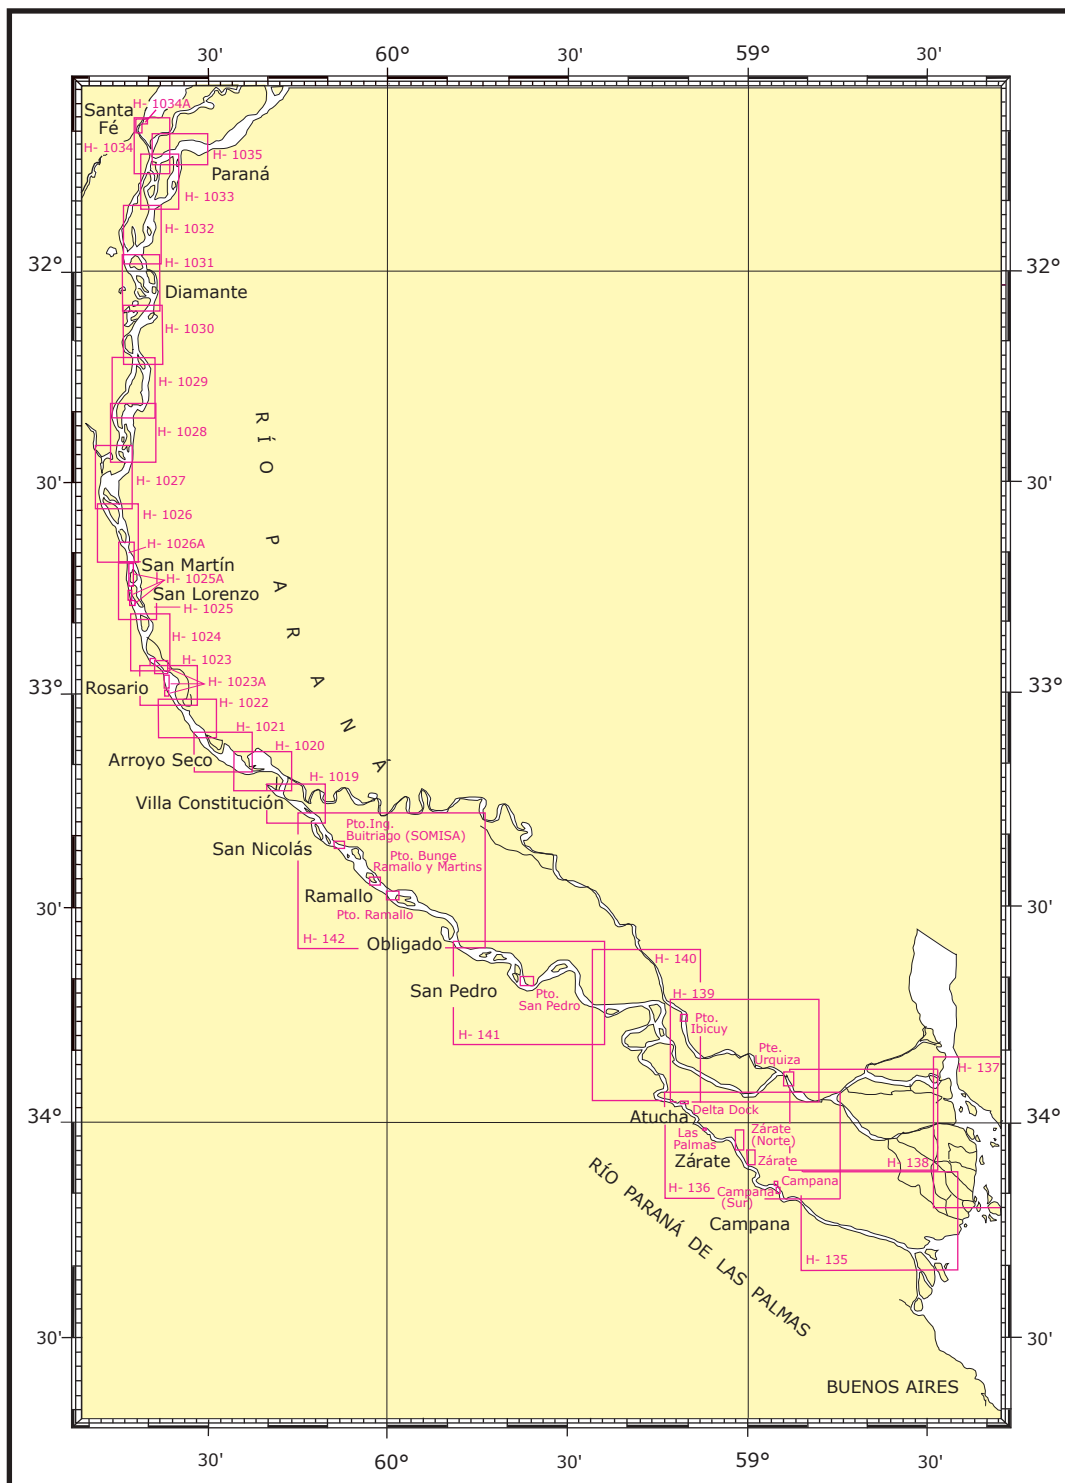 30'
60°
30'
59°
30'
H- 1034A
Santa
Fé
H- 1034
H- 1035
Paraná
H- 1033
H- 1032
H- 1031
32°
32°
Diamante
H- 1030
H- 1029
H- 1028
30'
30'
H- 1027
H- 1026
H- 1026A
San Martín
H- 1025A
San Lorenzo
H- 1025
H- 1024
H- 1023
Rosario
H- 1023A
33°
33°
H- 1022
H- 1021
H- 1020
Arroyo Seco
H- 1019
Villa Constitución
RÍO PARANÁ
Pto.Ing.
Buitriago (SOMISA)
San Nicolás
Pto. Bunge
Ramallo y Martins
Ramallo
Pto. Ramallo
30'
30'
H- 142
Obligado
H- 140
San Pedro
Pto.
San Pedro
H- 139
Pto.
Ibicuy
H- 141
Pte.
Urquiza
H- 137
34°
34°
Atucha
Delta Dock
Las
Palmas
Zárate
(Norte)
Zárate
Zárate
H- 138
H- 136
Campana
Campana
(Sur)
Campana
H- 135
RÍO PARANÁ DE LAS PALMAS
30'
30'
BUENOS AIRES
30'
60°
30'
59°
30'